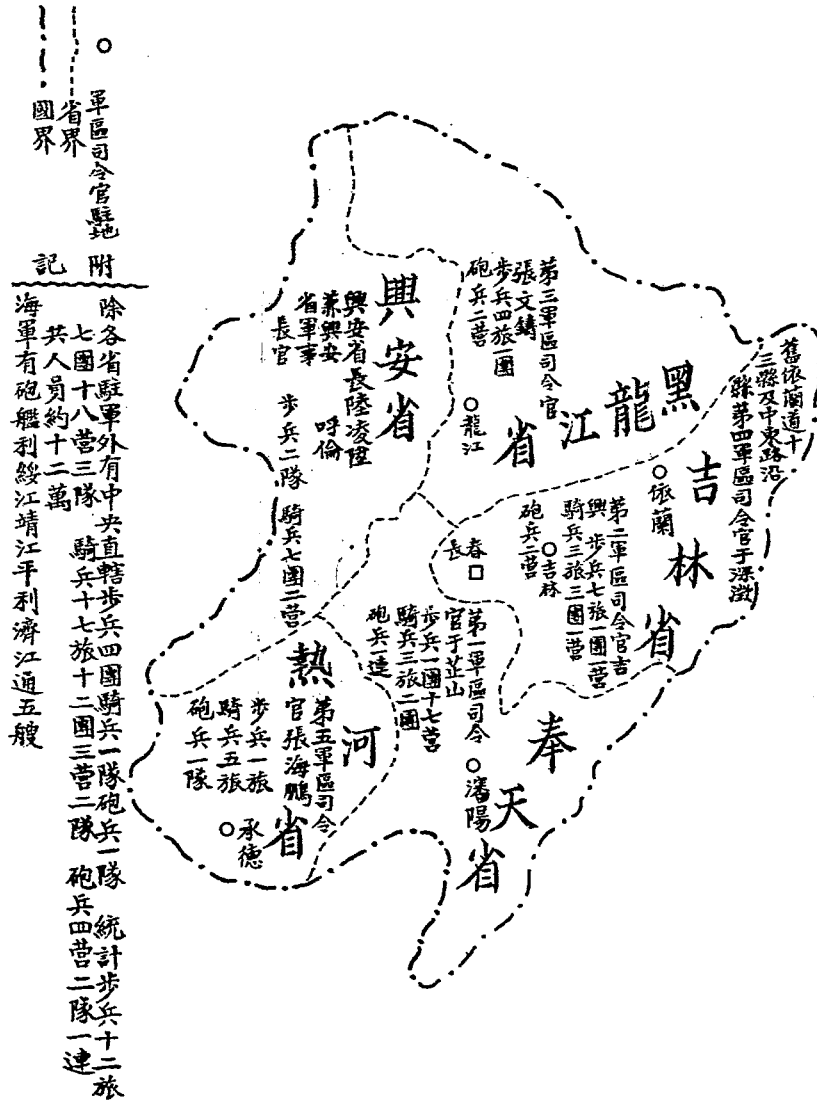 軍區司令官駐地
省界
國界
附記
除各省駐軍外有中央直轄步兵四團騎兵一隊砲兵一隊 統計步兵十二旅
七團十八營三隊 騎兵十七旅十二團三營二隊 砲兵四營二隊一連
共人員約十二萬
海軍有砲艦利綏江靖江平利濟江通五艘
黑龍江省
第三軍區司令官
張文鑄
步兵四旅一團
砲兵二營
龍江
興安省
興安省長陸凌陞
兼興安
省軍事
長官
呼倫
步兵二隊 騎兵七團二營
吉林省
舊依蘭道十
三縣及中東路沿
線第四軍區司令官于深澂
依蘭
第二軍區司令官吉
興 步兵七旅一團一營
騎兵三旅三團一營
砲兵二營
吉林
長春
奉天省
第一軍區司令
官于芷山
步兵一團十七營
騎兵三旅二團
砲兵一連
瀋陽
熱河省
第五軍區司令
官張海鵬
步兵一旅
騎兵五旅
砲兵一隊
承德